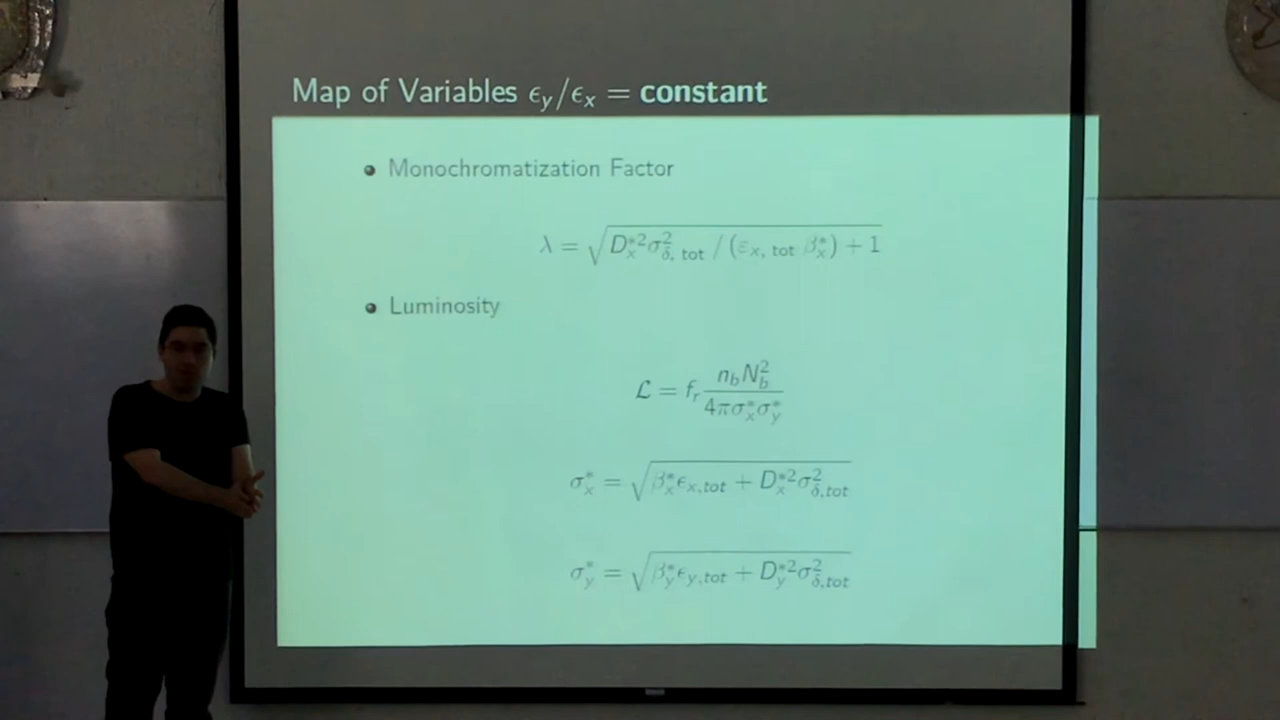 Map of Variables ϵ_y/ϵ_x = constant
• Monochromatization Factor
λ = √(D_x^{*2} σ_{δ, tot}^2 / (ε_{x, tot} β_x^*) + 1)
• Luminosity
ℒ = f_r \frac{n_b N_b^2}{4πσ_x^*σ_y^*}
σ_x^* = √(β_x^* ϵ_{x,tot} + D_x^{*2} σ_{δ,tot}^2)
σ_y^* = √(β_y^* ϵ_{y,tot} + D_y^{*2} σ_{δ,tot}^2)